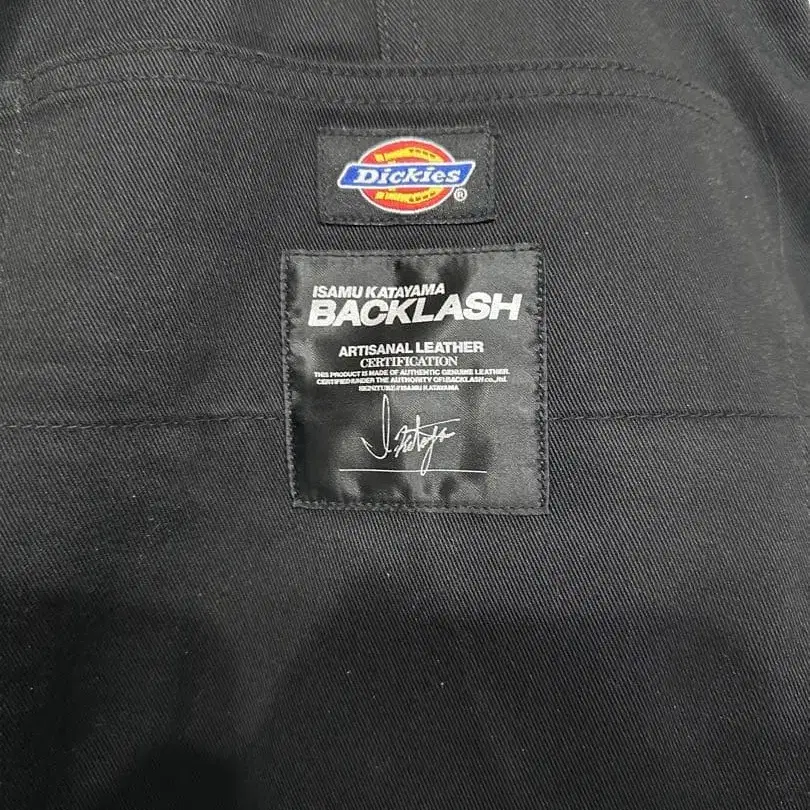 Dickies®
ISAMU KATAYAMA
BACKLASH
ARTISANAL LEATHER
CERTIFICATION
THIS PRODUCT IS MADE OF AUTHENTIC GENUINE LEATHER.
CERTIFIED UNDER THE AUTHORITY OF BACKLASH co.,ltd.
SIGNTURE//ISAMU KATAYAMA